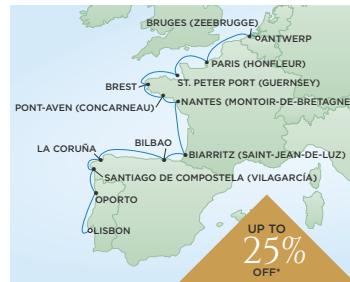 BRUGES (ZEEBRUGGE)
ANTWERP
PARIS (HONFLEUR)
ST. PETER PORT (GUERNSEY)
BREST
NANTES (MONTOIR-DE-BRETAGNE
PONT-AVEN (CONCARNEAU)
BILBAO
LA CORUÑA
BIARRITZ (SAINT-JEAN-DE-LUZ)
SANTIAGO DE COMPOSTELA (VILAGARCÍA)
OPORTO
LISBON
UP TO
25%
OFF*